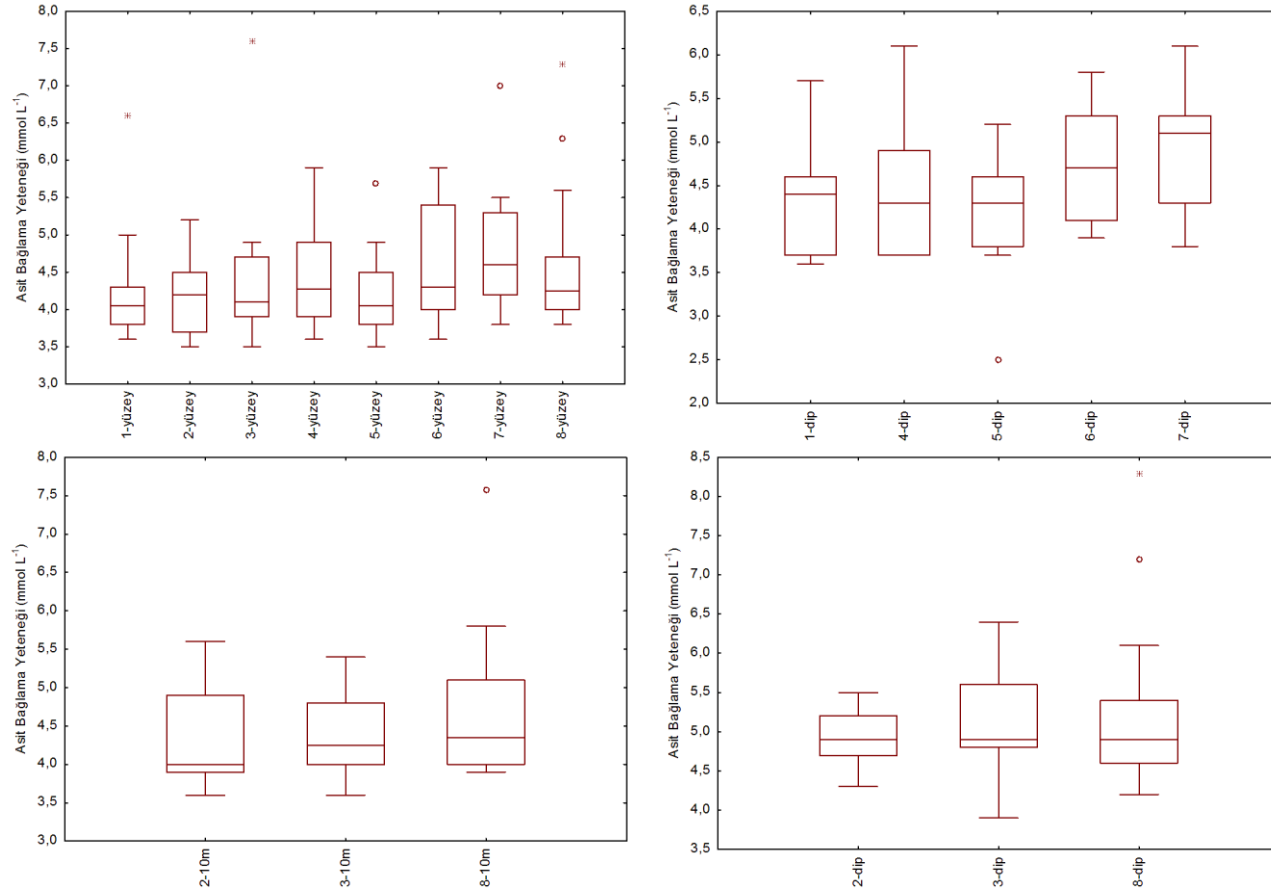 Asit Bağlama Yeteneği (mmol L⁻¹)
8,0
7,5
7,0
6,5
6,0
5,5
5,0
4,5
4,0
3,5
3,0
1-yüzey
2-yüzey
3-yüzey
4-yüzey
5-yüzey
6-yüzey
7-yüzey
8-yüzey
Asit Bağlama Yeteneği (mmol L⁻¹)
6,5
6,0
5,5
5,0
4,5
4,0
3,5
3,0
2,5
2,0
1-dip
4-dip
5-dip
6-dip
7-dip
Asit Bağlama Yeteneği (mmol L⁻¹)
8,0
7,5
7,0
6,5
6,0
5,5
5,0
4,5
4,0
3,5
3,0
2-10m
3-10m
8-10m
Asit Bağlama Yeteneği (mmol L⁻¹)
8,5
8,0
7,5
7,0
6,5
6,0
5,5
5,0
4,5
4,0
3,5
2-dip
3-dip
8-dip